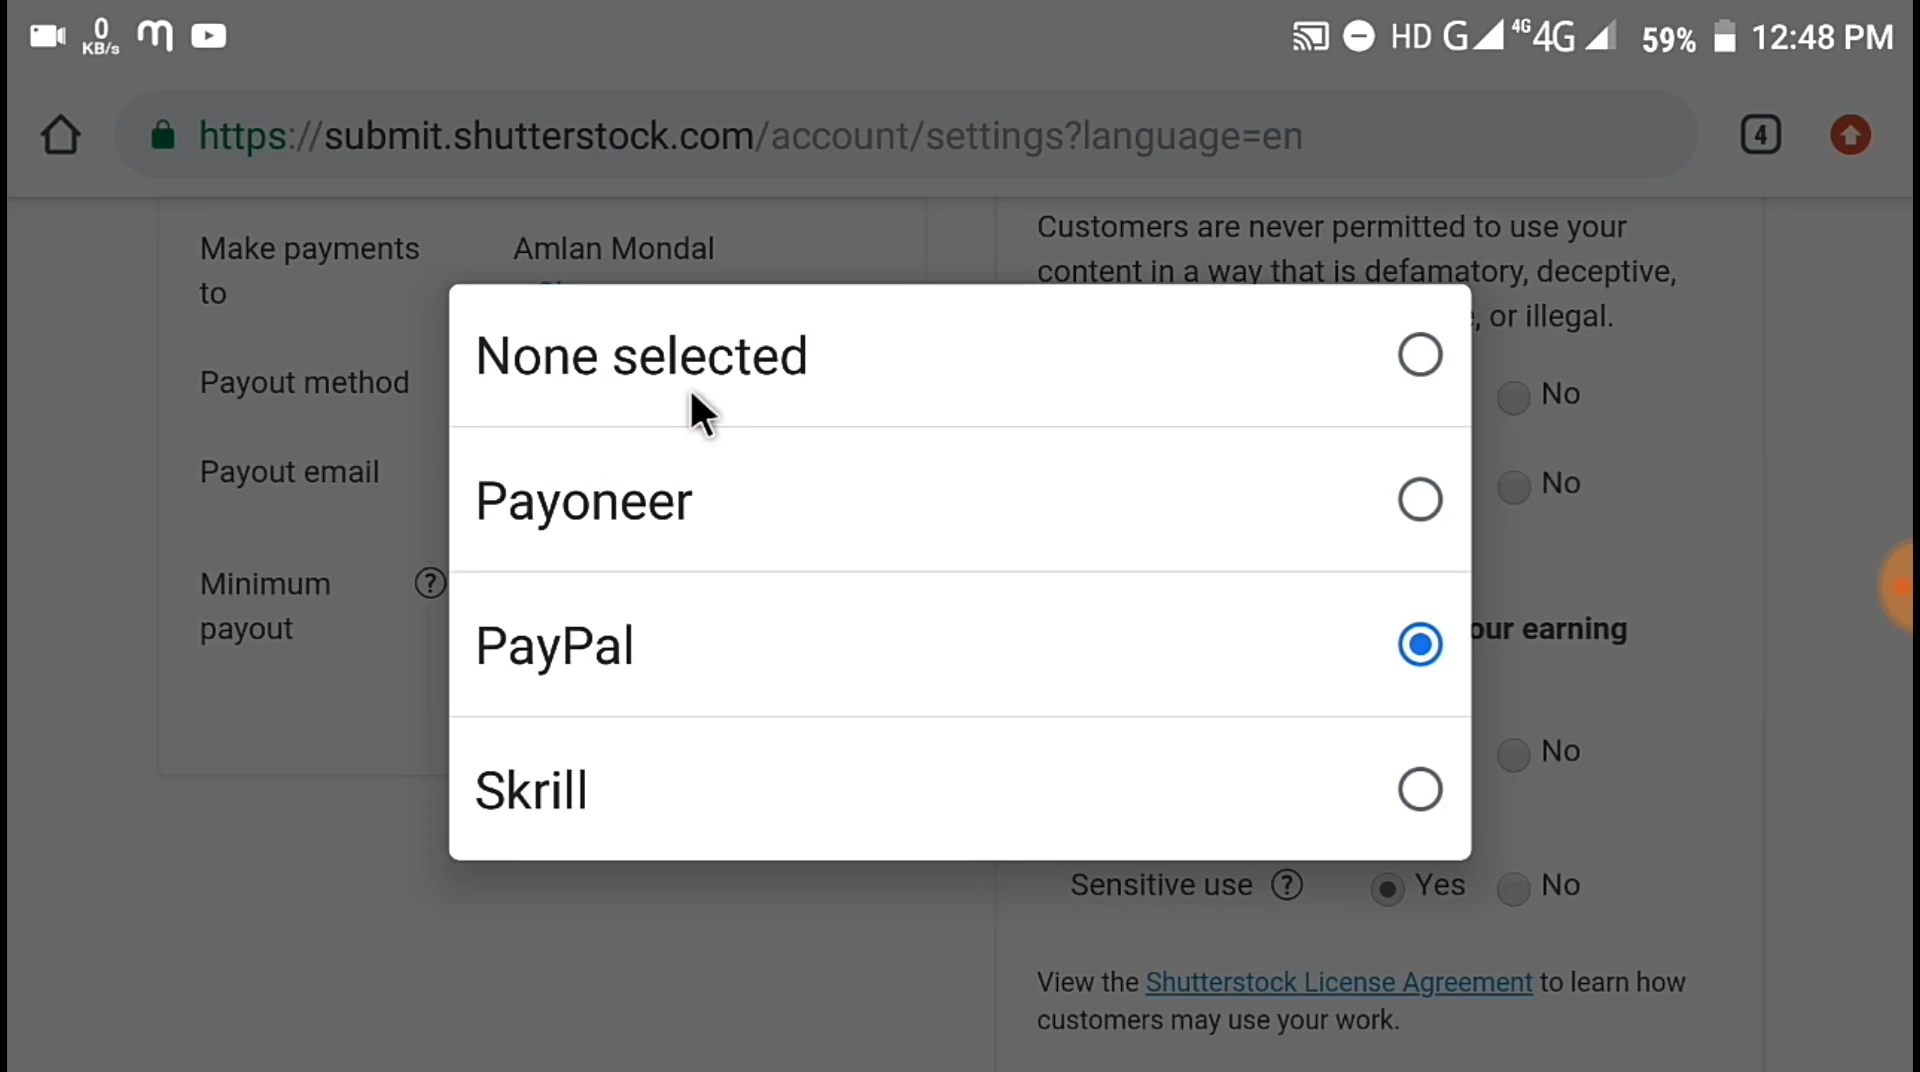 0
KB/s
HD G 4G 4G 59% 12:48 PM
https://submit.shutterstock.com/account/settings?language=en
4
Make payments
to
Amlan Mondal
Payout method
Payout email
Minimum
payout
?
None selected
Payoneer
PayPal
Skrill
Customers are never permitted to use your
content in a way that is defamatory, deceptive,
, or illegal.
No
No
our earning
No
Sensitive use ? Yes No
View the Shutterstock License Agreement to learn how
customers may use your work.